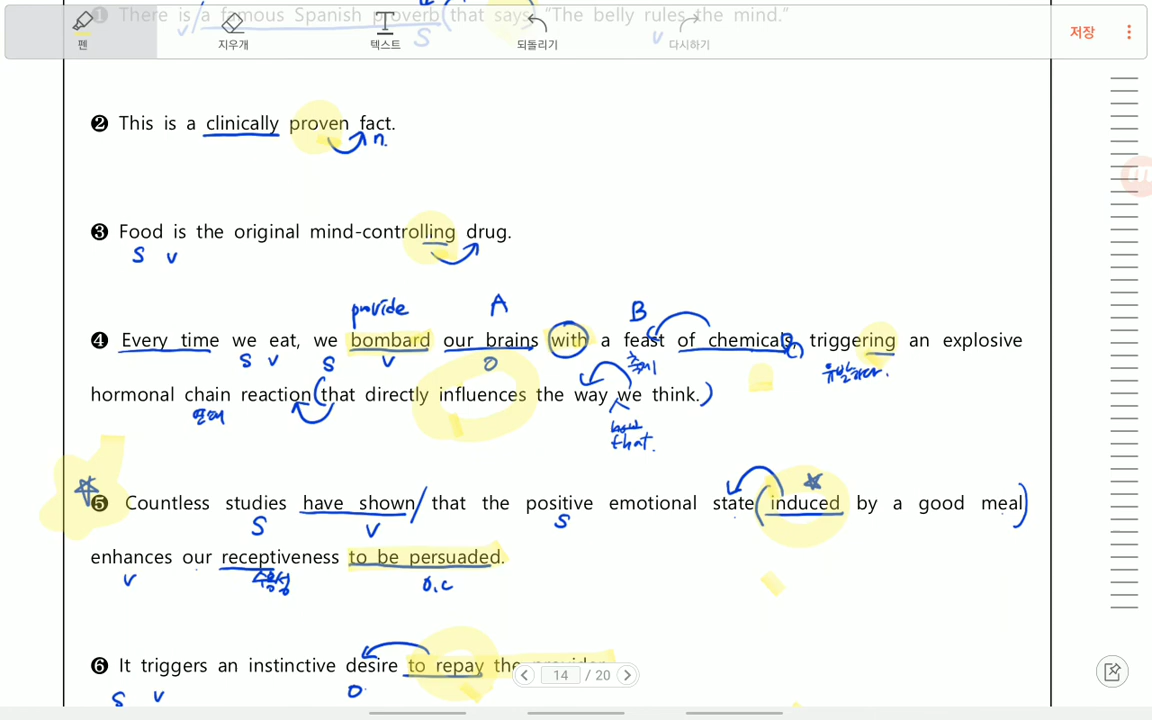 ❶ There is a famous Spanish proverb that says "The belly rules the mind."
V S V
펜 지우개 텍스트 되돌리기 다시하기 저장
❷ This is a clinically proven fact.
n.
❸ Food is the original mind-controlling drug.
S V
provide A B
❹ Every time we eat, we bombard our brains with a feast of chemicals, triggering an explosive
S V S V O 축제 유발하다.
hormonal chain reaction (that directly influences the way we think.)
연쇄 how
that.
❺ Countless studies have shown / that the positive emotional state (induced by a good meal)
S V S
enhances our receptiveness to be persuaded.
V 수용성 O.C
❻ It triggers an instinctive desire to repay the provider.
14 / 20
S V O.